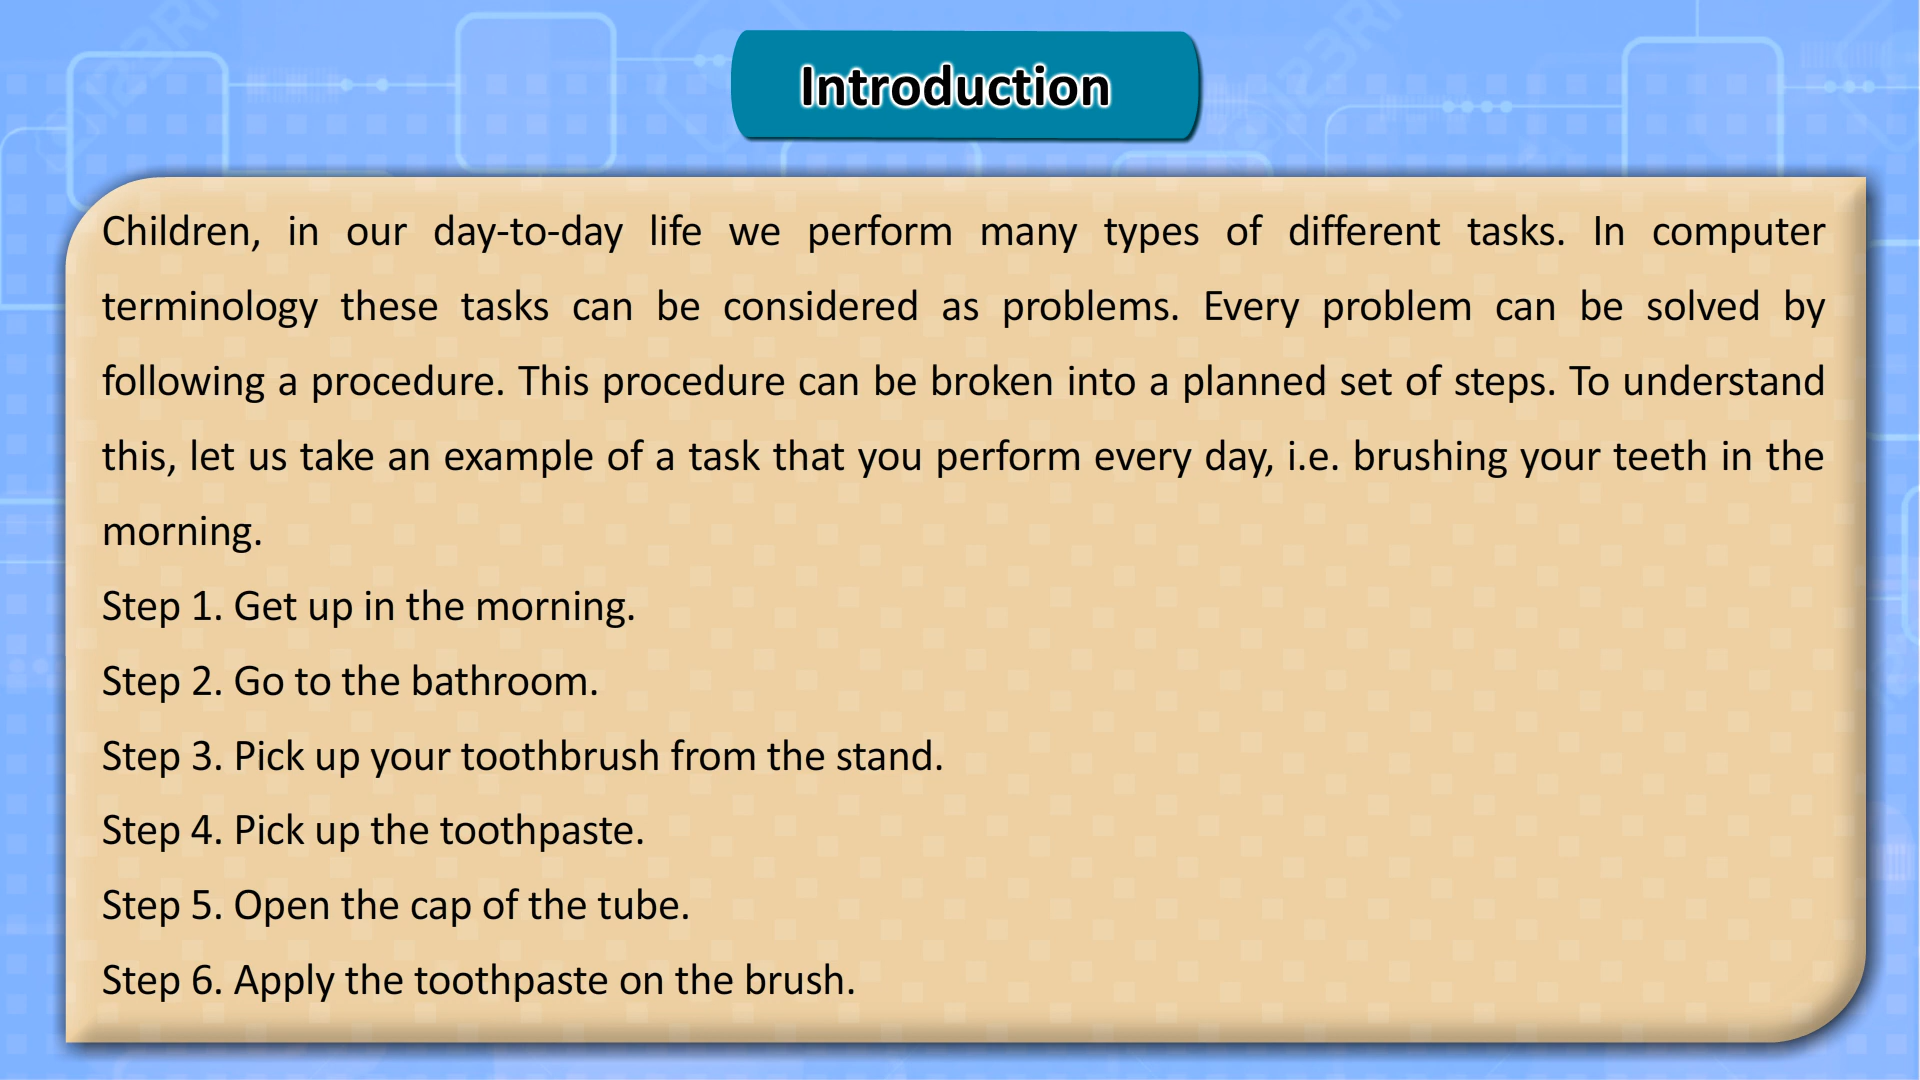 Introduction
Children, in our day-to-day life we perform many types of different tasks. In computer
terminology these tasks can be considered as problems. Every problem can be solved by
following a procedure. This procedure can be broken into a planned set of steps. To understand
this, let us take an example of a task that you perform every day, i.e. brushing your teeth in the
morning.
Step 1. Get up in the morning.
Step 2. Go to the bathroom.
Step 3. Pick up your toothbrush from the stand.
Step 4. Pick up the toothpaste.
Step 5. Open the cap of the tube.
Step 6. Apply the toothpaste on the brush.